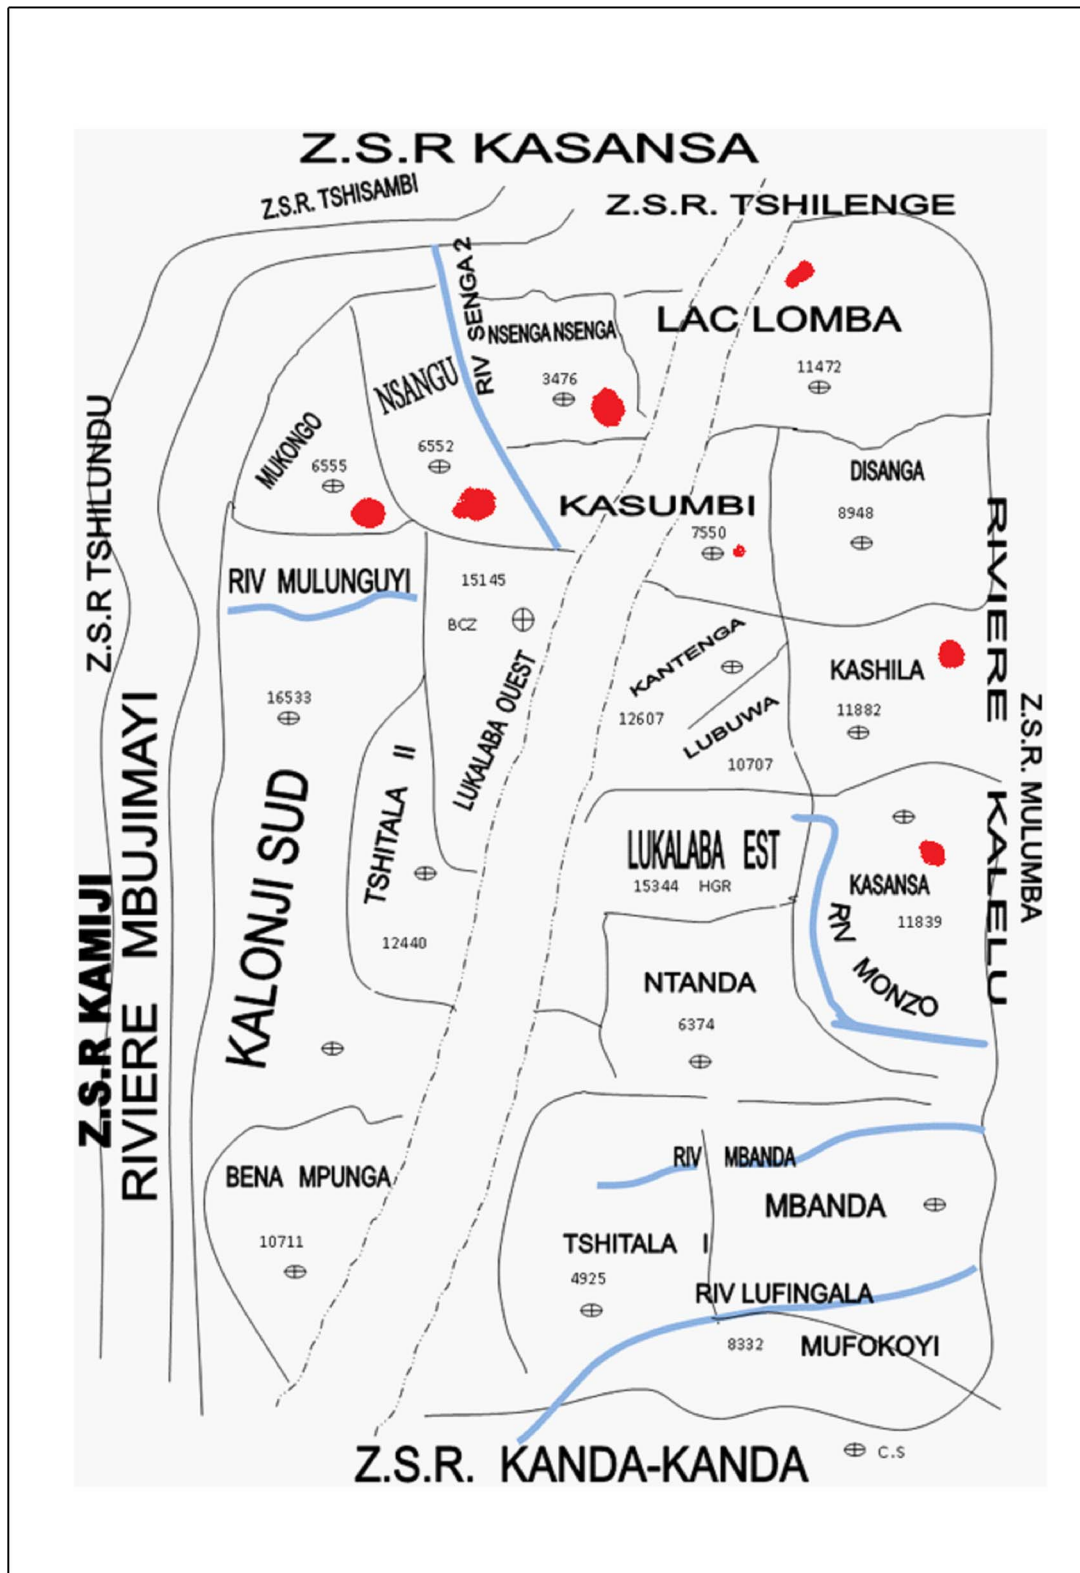 Z.S.R KASANSA
Z.S.R. TSHISAMBI
Z.S.R. TSHILENGE
RIV SENGA 2
NSENGA NSENGA
3476
LAC LOMBA
11472
NSANGU
6552
MUKONGO
6555
KASUMBI
7550
DISANGA
8948
Z.S.R TSHILUNDU
RIVIERE KALELU
RIV MULUNGUYI
15145
BCZ
LUKALABA OUEST
KANTENGA
12607
LUBUWA
10707
KASHILA
11882
Z.S.R. MULUMBA
16533
KALONJI SUD
TSHITALA II
12440
LUKALABA EST
15344 HGR
KASANSA
11839
RIV MONZO
Z.S.R KAMIJI
RIVIERE MBUJIMAYI
NTANDA
6374
BENA MPUNGA
10711
RIV MBANDA
MBANDA
TSHITALA I
4925
RIV LUFINGALA
8332
MUFOKOYI
Z.S.R. KANDA-KANDA
C.S